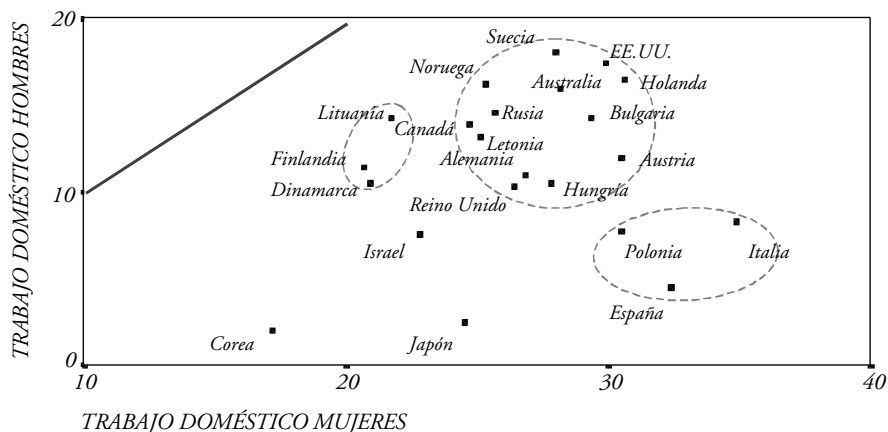 TRABAJO DOMÉSTICO HOMBRES
20
Suecia
EE.UU.
Noruega
Australia
Holanda
Lituania
Canadá
Rusia
Bulgaria
Letonia
Finlandia
Alemania
Austria
Dinamarca
Hungría
10
Reino Unido
Israel
Polonia
Italia
España
Corea
Japón
0
10
20
30
40
TRABAJO DOMÉSTICO MUJERES